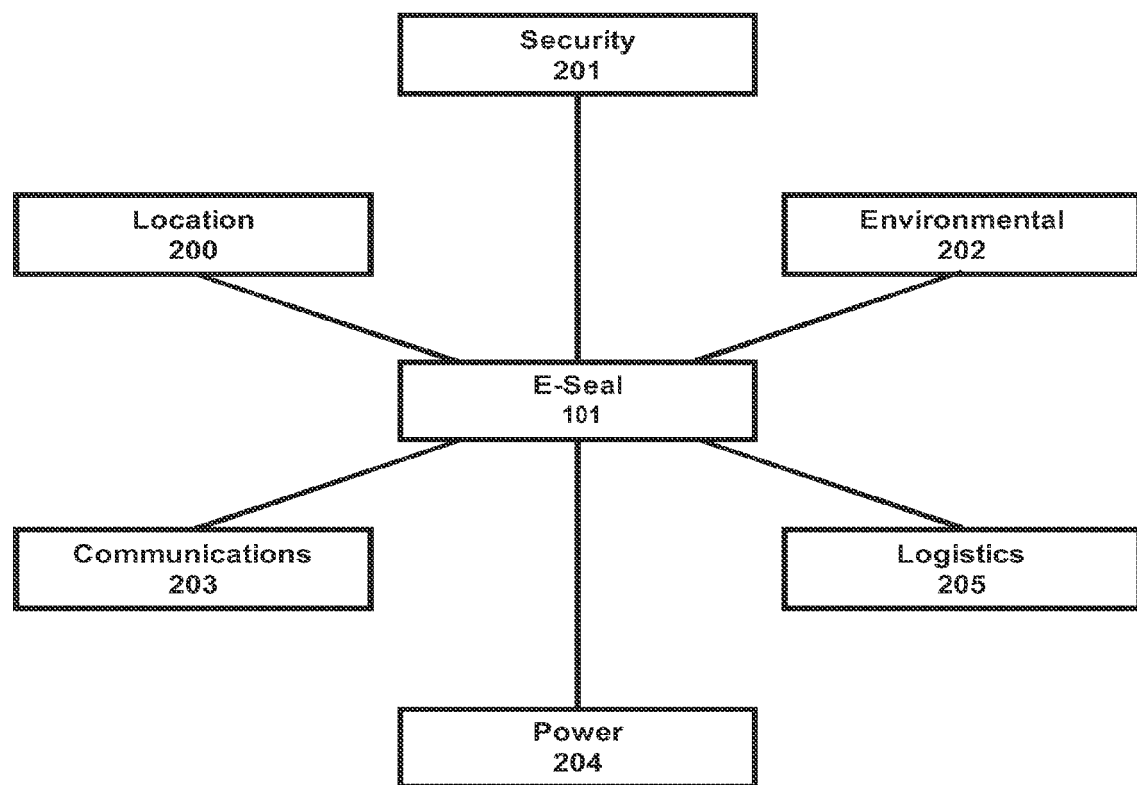 Security
201
Location
200
Environmental
202
E-Seal
101
Communications
203
Logistics
205
Power
204